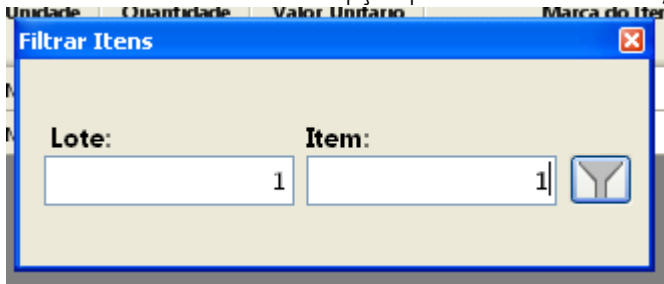 Unidade Quantidade Valor Unitário Marca do Item
Filtrar Itens
Lote: Item:
1 1